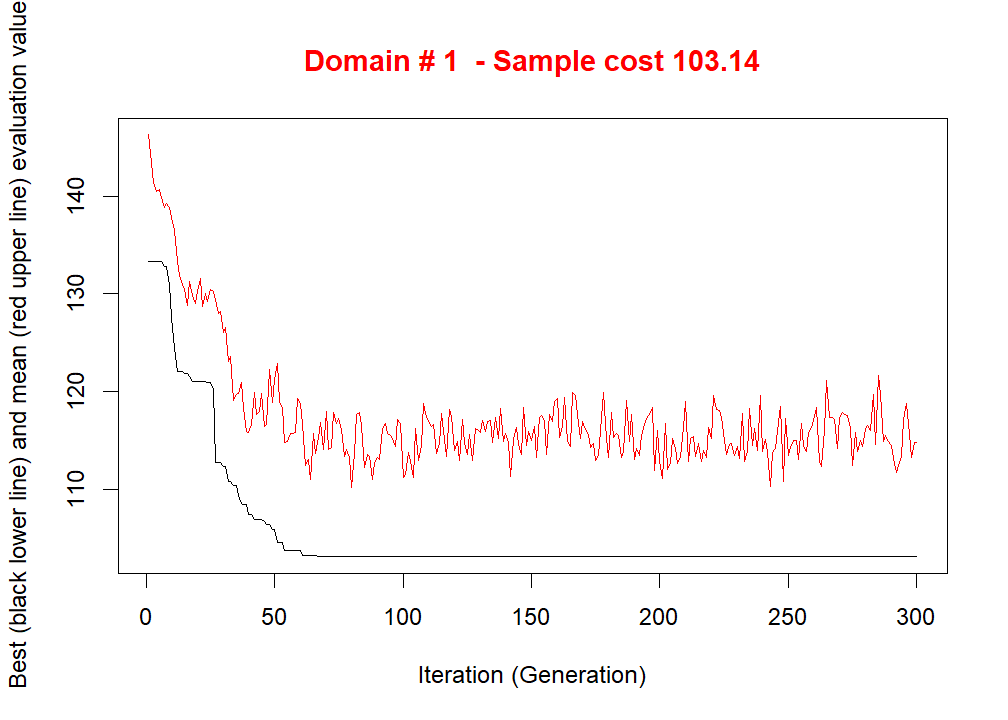 Domain # 1  - Sample cost 103.14
Best (black lower line) and mean (red upper line) evaluation value
140
130
120
110
0 50 100 150 200 250 300
Iteration (Generation)